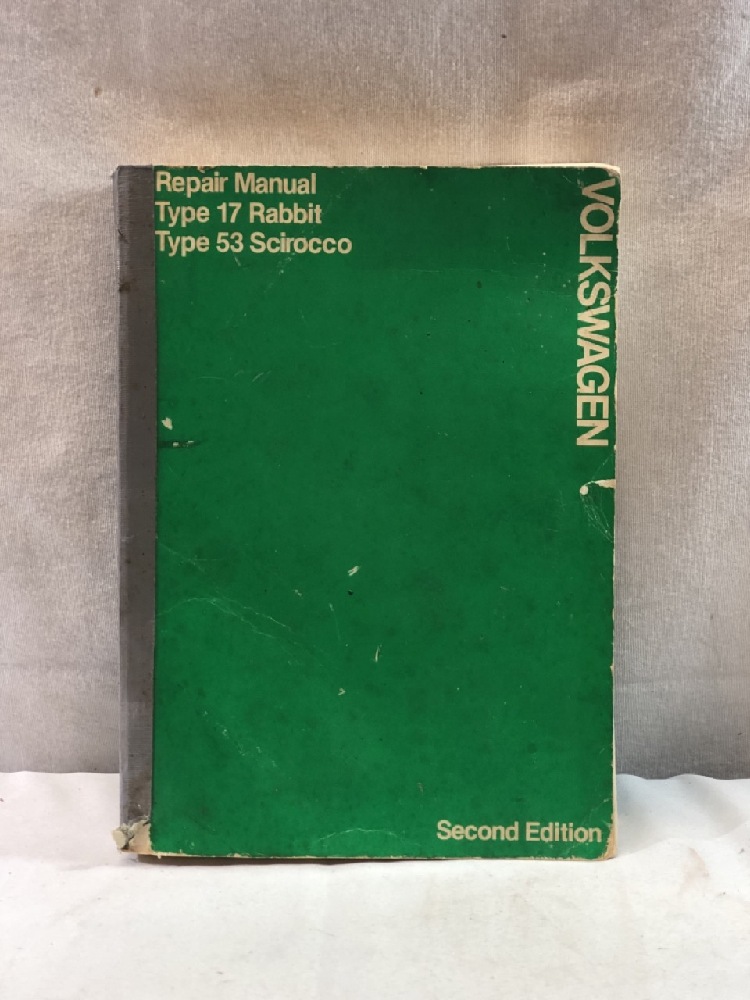 Repair Manual
Type 17 Rabbit
Type 53 Scirocco
VOLKSWAGEN
Second Edition